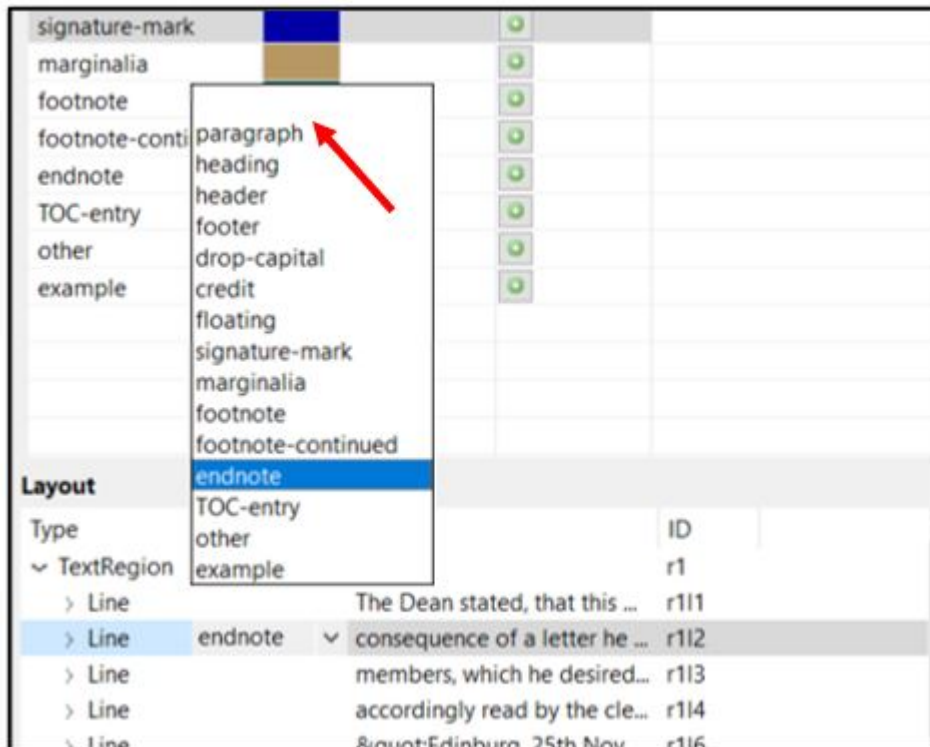 signature-mark
marginalia
footnote
footnote-conti
endnote
TOC-entry
other
example
paragraph
heading
header
footer
drop-capital
credit
floating
signature-mark
marginalia
footnote
footnote-continued
endnote
TOC-entry
other
example
Layout
Type ID
TextRegion r1
Line The Dean stated, that this ... r1l1
Line endnote consequence of a letter he ... r1l2
Line members, which he desired... r1l3
Line accordingly read by the cle... r1l4
Line &quot;Edinburg, 25th Nov r1l6